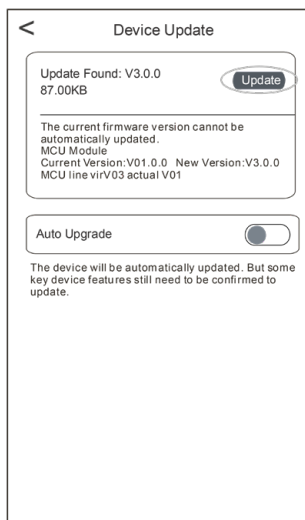 <
Device Update
Update Found: V3.0.0
87.00KB
Update
The current firmware version cannot be
automatically updated.
MCU Module
Current Version:V01.0.0 New Version:V3.0.0
MCU line virV03 actual V01
Auto Upgrade
The device will be automatically updated. But some
key device features still need to be confirmed to
update.